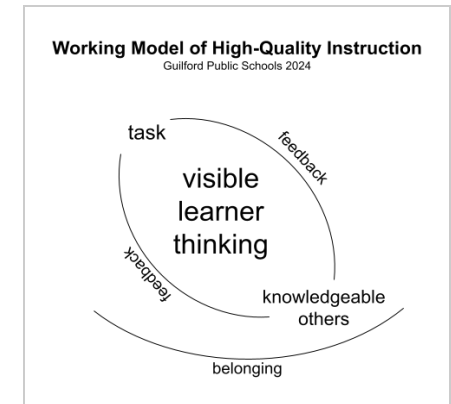 Working Model of High-Quality Instruction
Guilford Public Schools 2024
task
feedback
visible
learner
thinking
feedback
knowledgeable
others
belonging